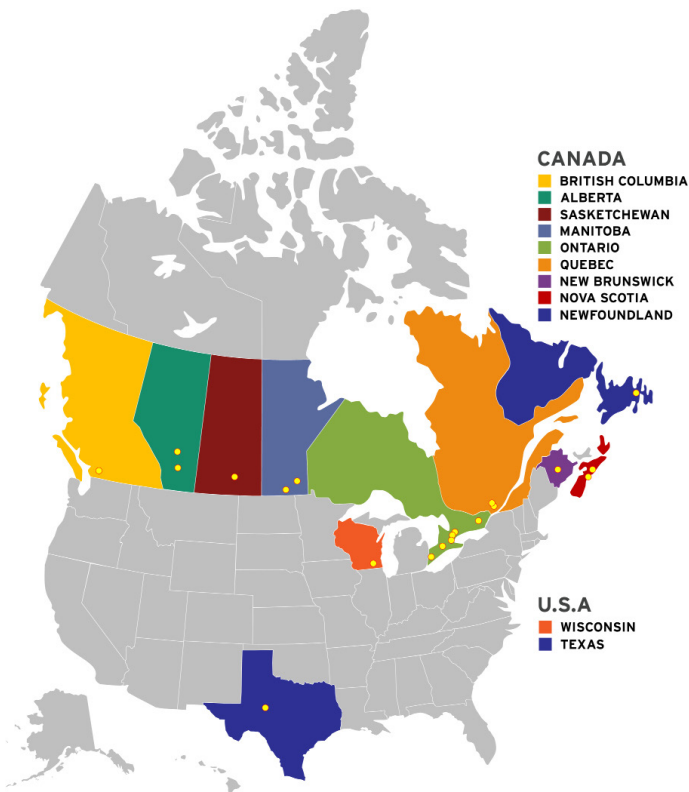 CANADA
BRITISH COLUMBIA
ALBERTA
SASKETCHEWAN
MANITOBA
ONTARIO
QUEBEC
NEW BRUNSWICK
NOVA SCOTIA
NEWFOUNDLAND
U.S.A
WISCONSIN
TEXAS